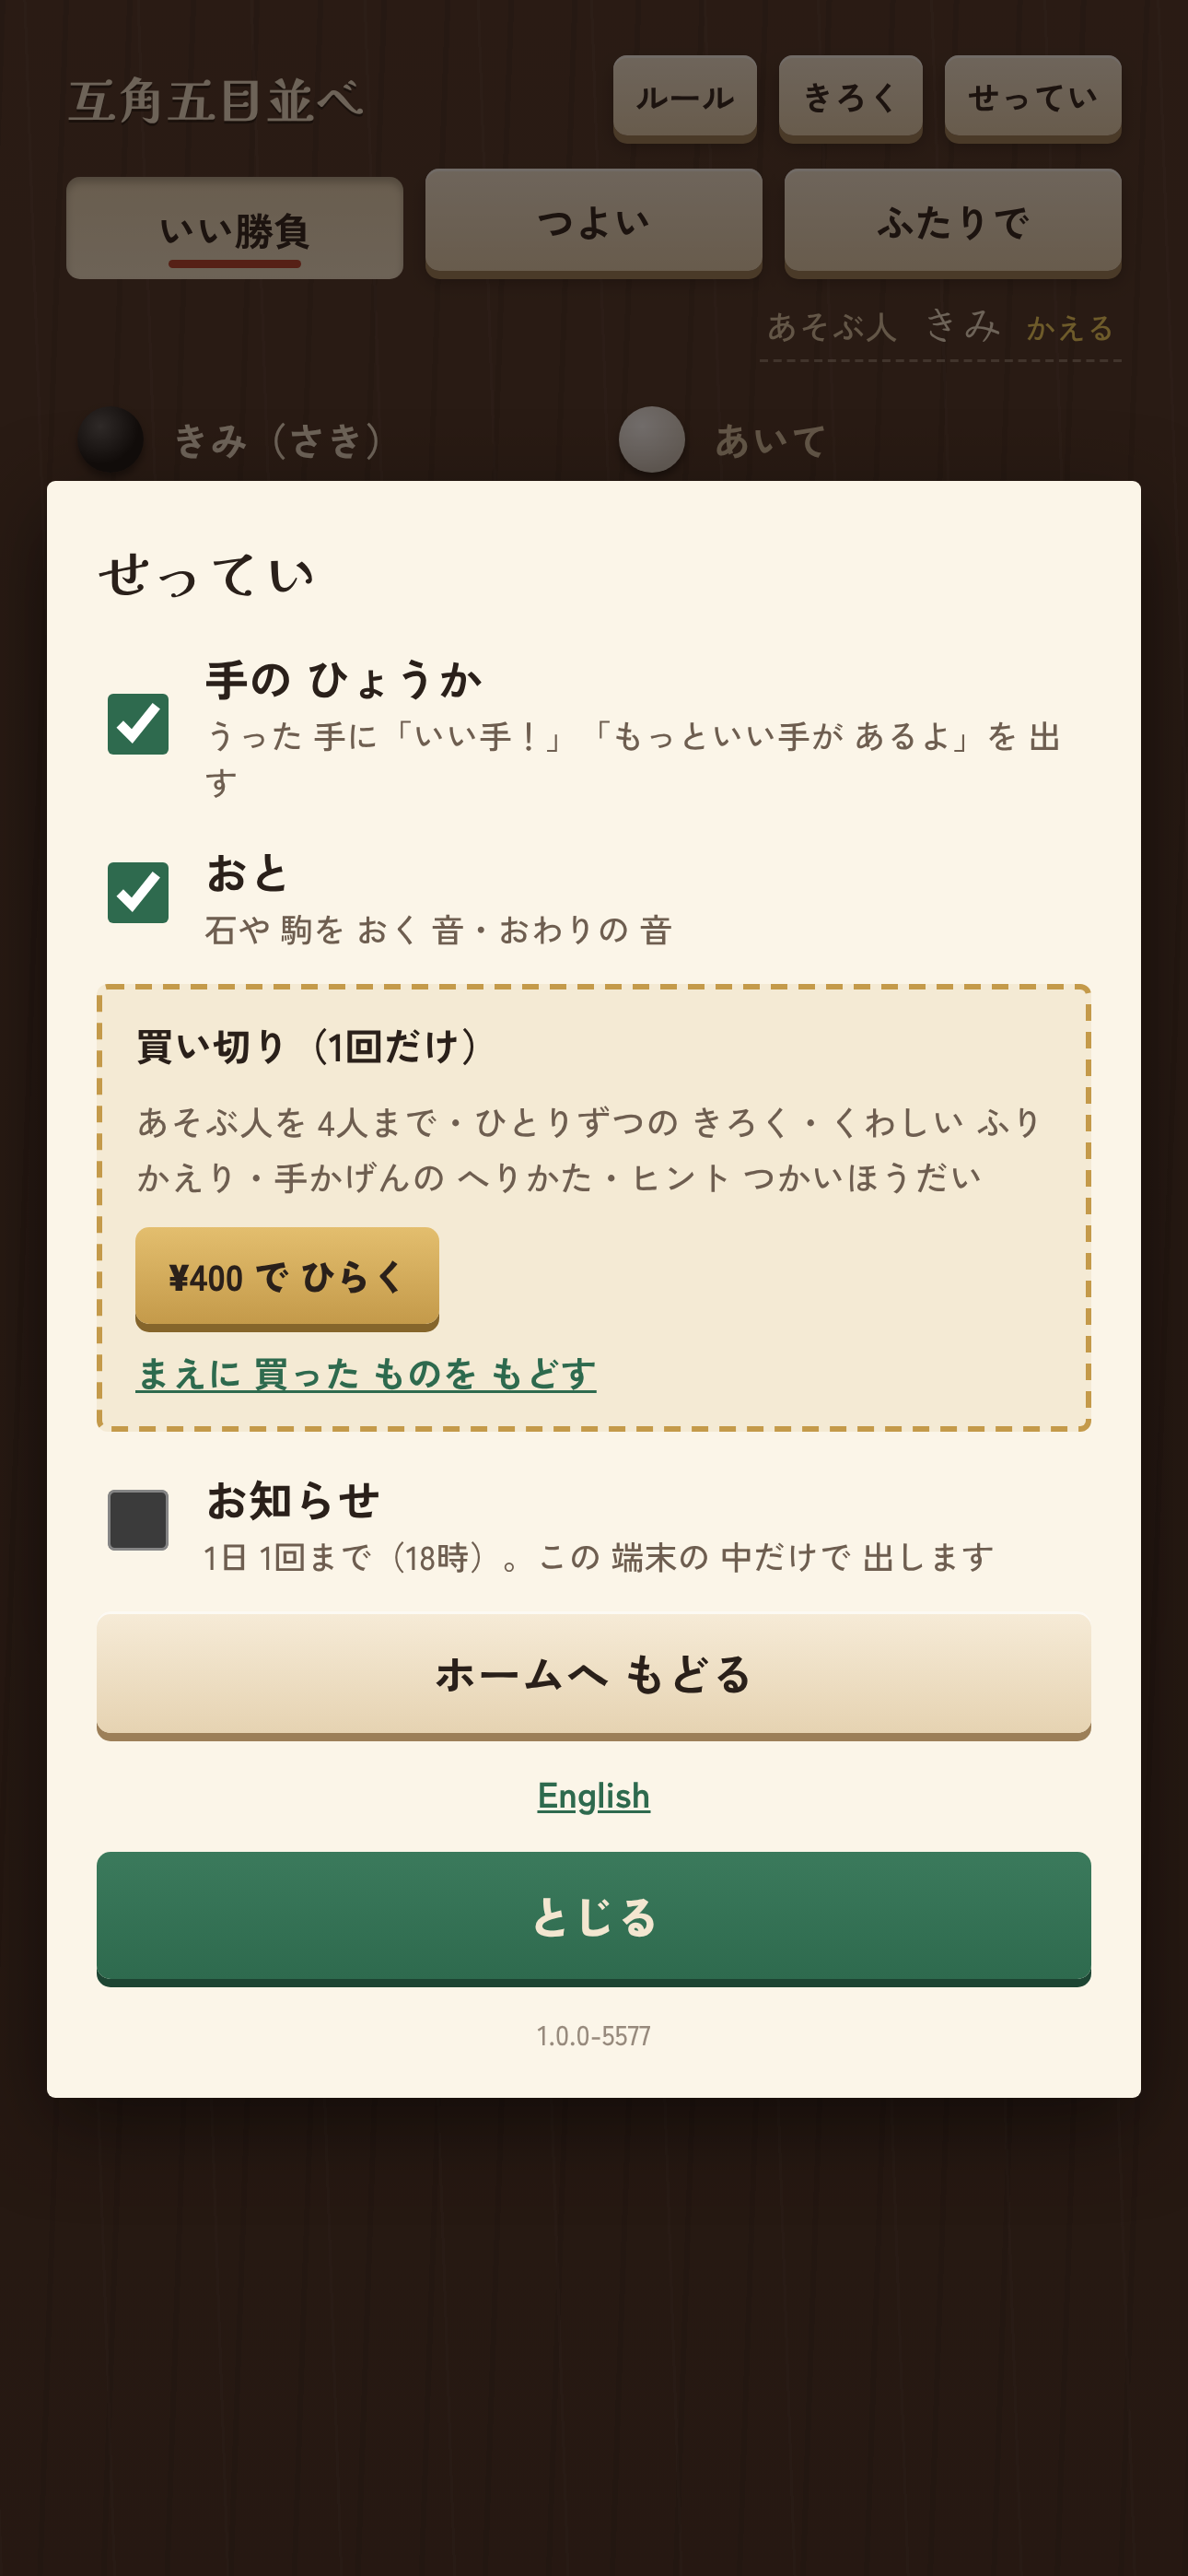 互角五目並べ
ルール
きろく
せってい
いい勝負
つよい
ふたりで
あそぶ人 きみ かえる
きみ（さき）
あいて
せってい
手の ひょうか
うった 手に「いい手！」「もっといい手が あるよ」を 出
す
おと
石や 駒を おく 音・おわりの 音
買い切り（1回だけ）
あそぶ人を 4人まで・ひとりずつの きろく・くわしい ふり
かえり・手かげんの へりかた・ヒント つかいほうだい
¥400 で ひらく
まえに 買った ものを もどす
お知らせ
1日 1回まで（18時）。この 端末の 中だけで 出します
ホームへ もどる
English
とじる
1.0.0-5577